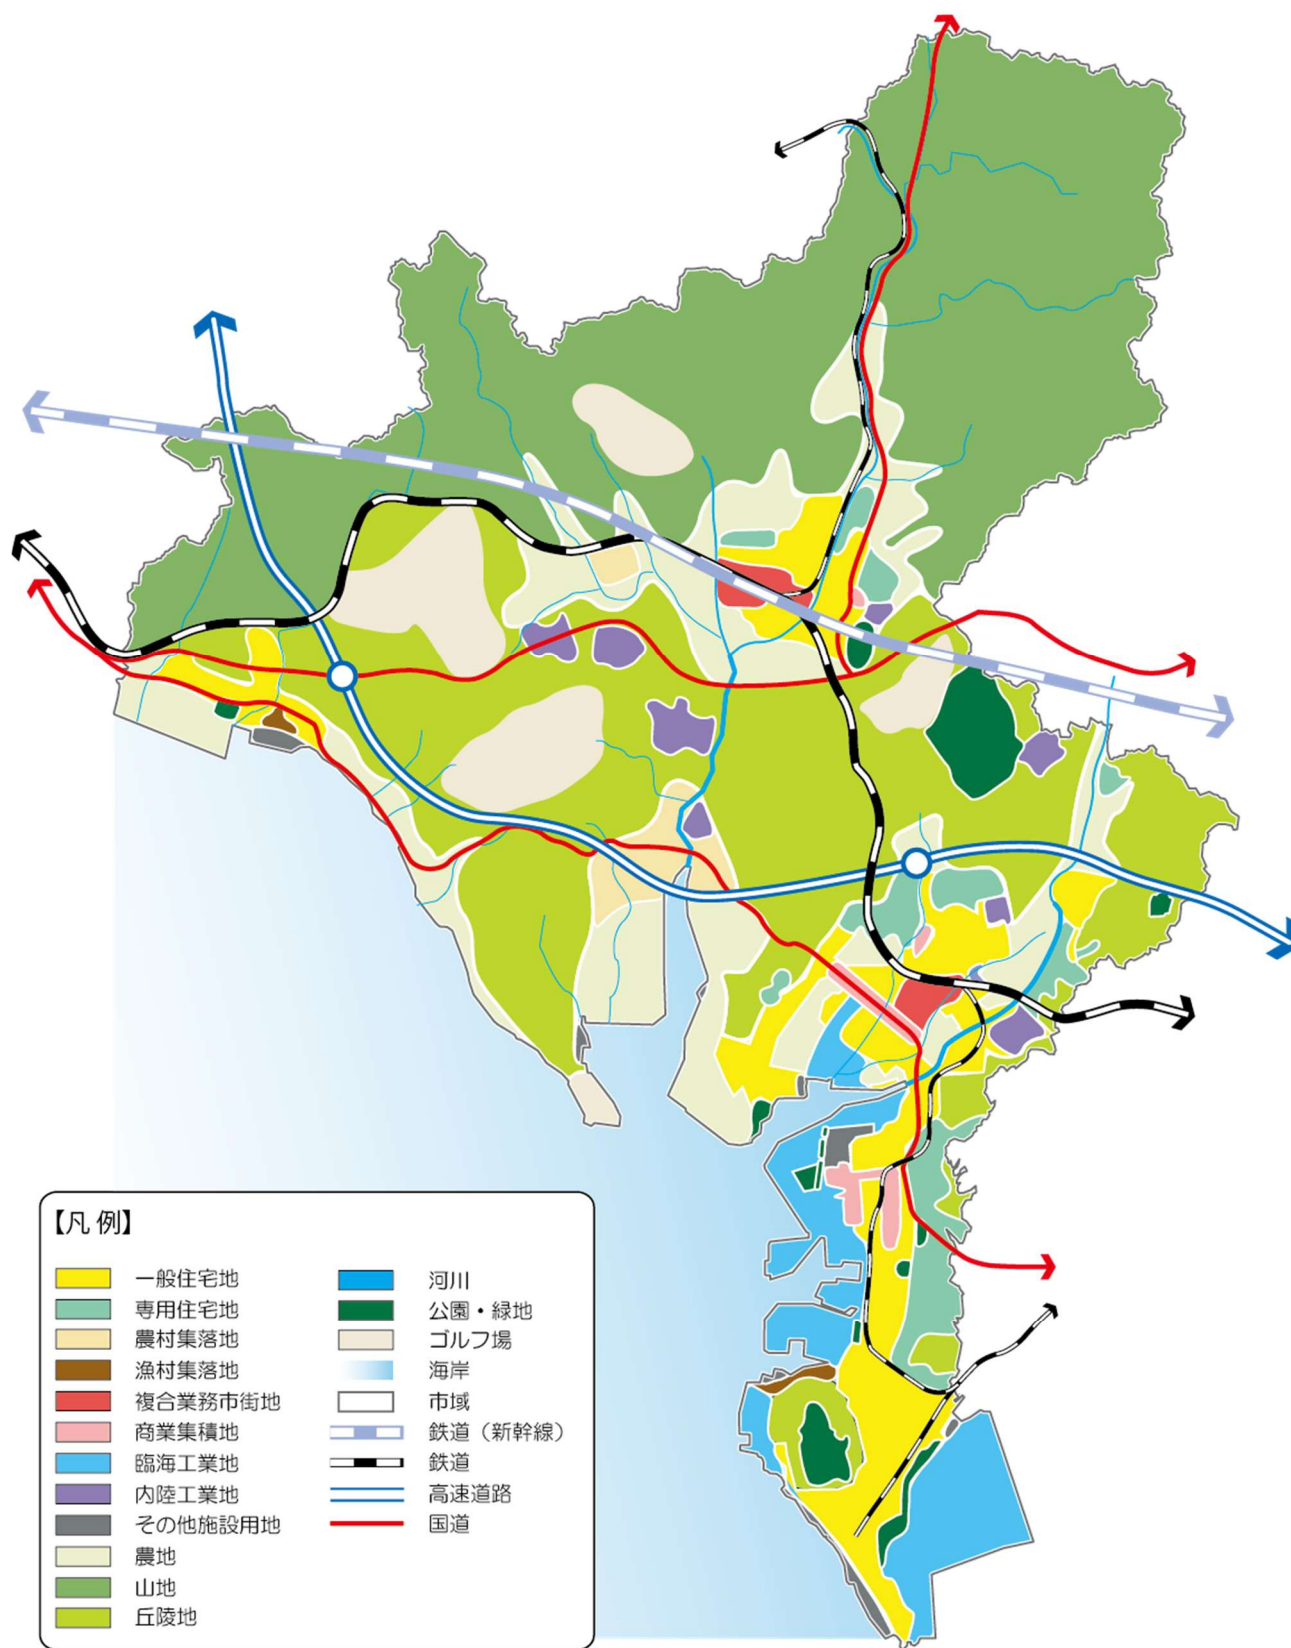 【凡例】
一般住宅地
専用住宅地
農村集落地
漁村集落地
複合業務市街地
商業集積地
臨海工業地
内陸工業地
その他施設用地
農地
山地
丘陵地
河川
公園・緑地
ゴルフ場
海岸
市域
鉄道（新幹線）
鉄道
高速道路
国道